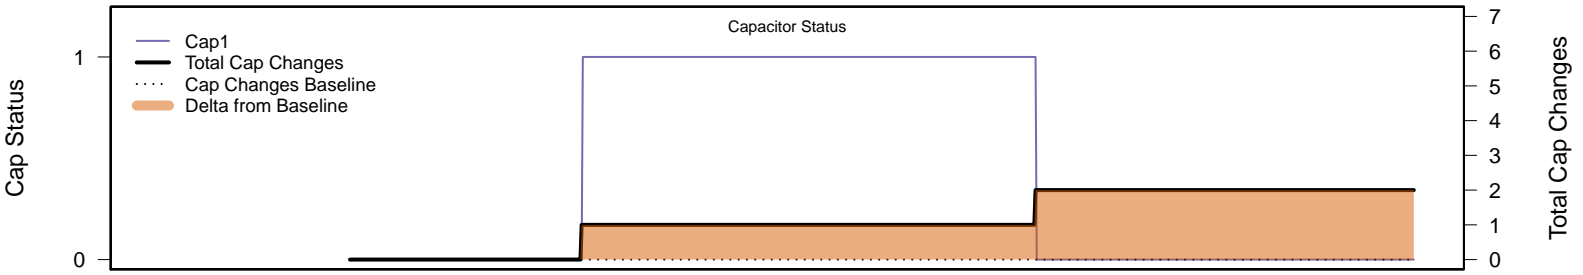 Capacitor Status
Cap Status
1
0
Cap1
Total Cap Changes
Cap Changes Baseline
Delta from Baseline
7
6
5
4
3
2
1
0
Total Cap Changes